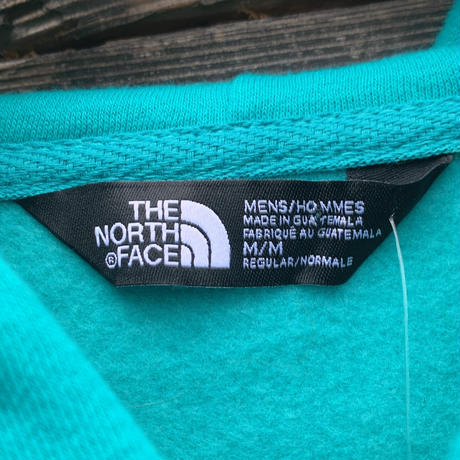 THE
NORTH
®FACE
MENS/HOMMES
MADE IN GUATEMALA
FABRIQUÉ AU GUATEMALA
M/M
REGULAR/NORMALE